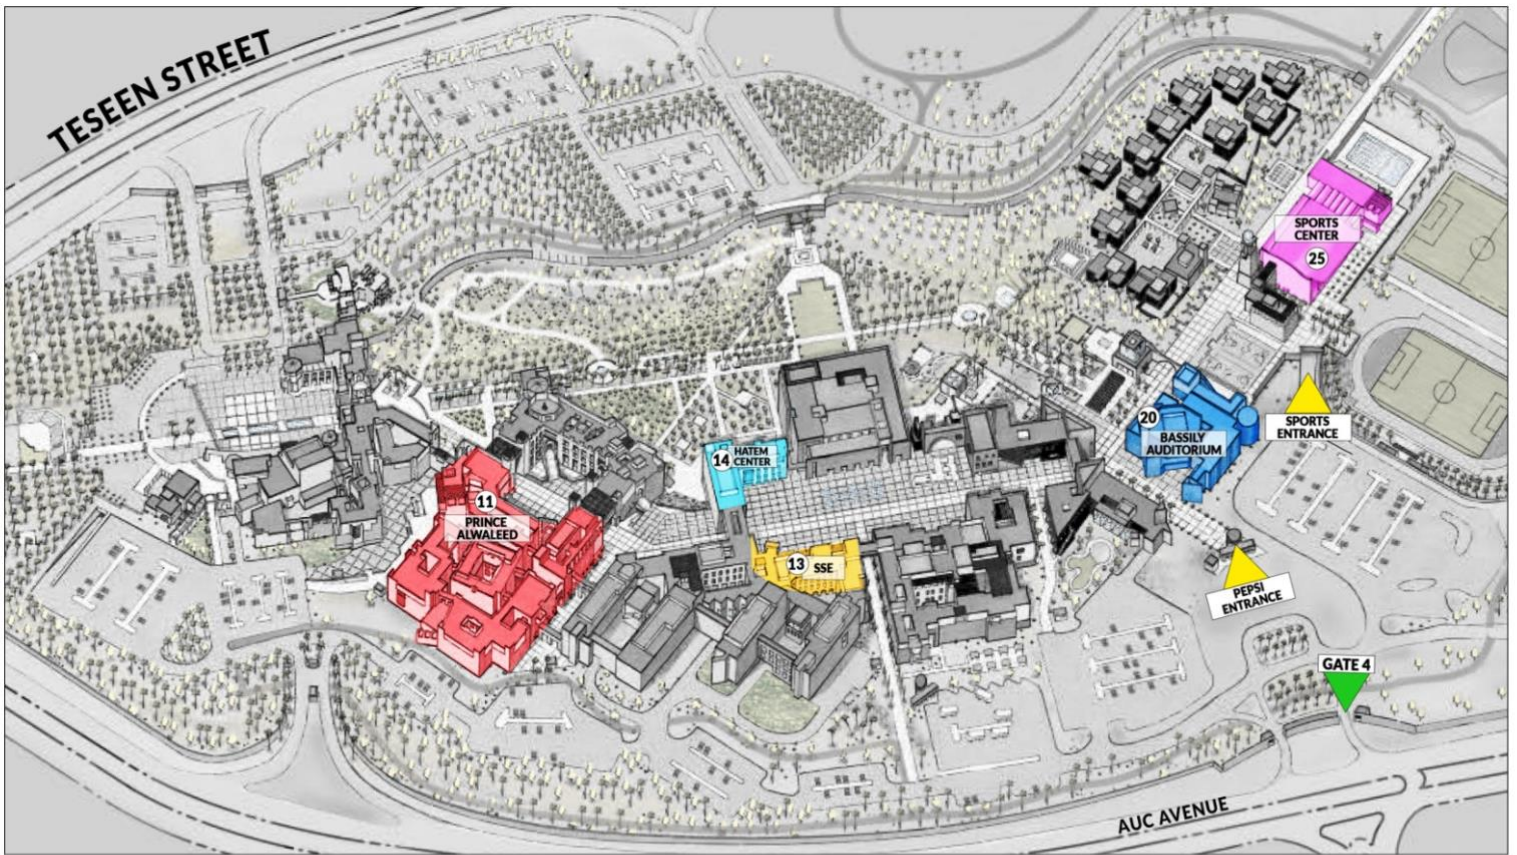 TESEEN STREET
SPORTS
CENTER
25
SPORTS
ENTRANCE
20
BASSILY
AUDITORIUM
14
HATEM
CENTER
11
PRINCE
ALWALEED
13
SSE
PEPSI
ENTRANCE
GATE 4
AUC AVENUE